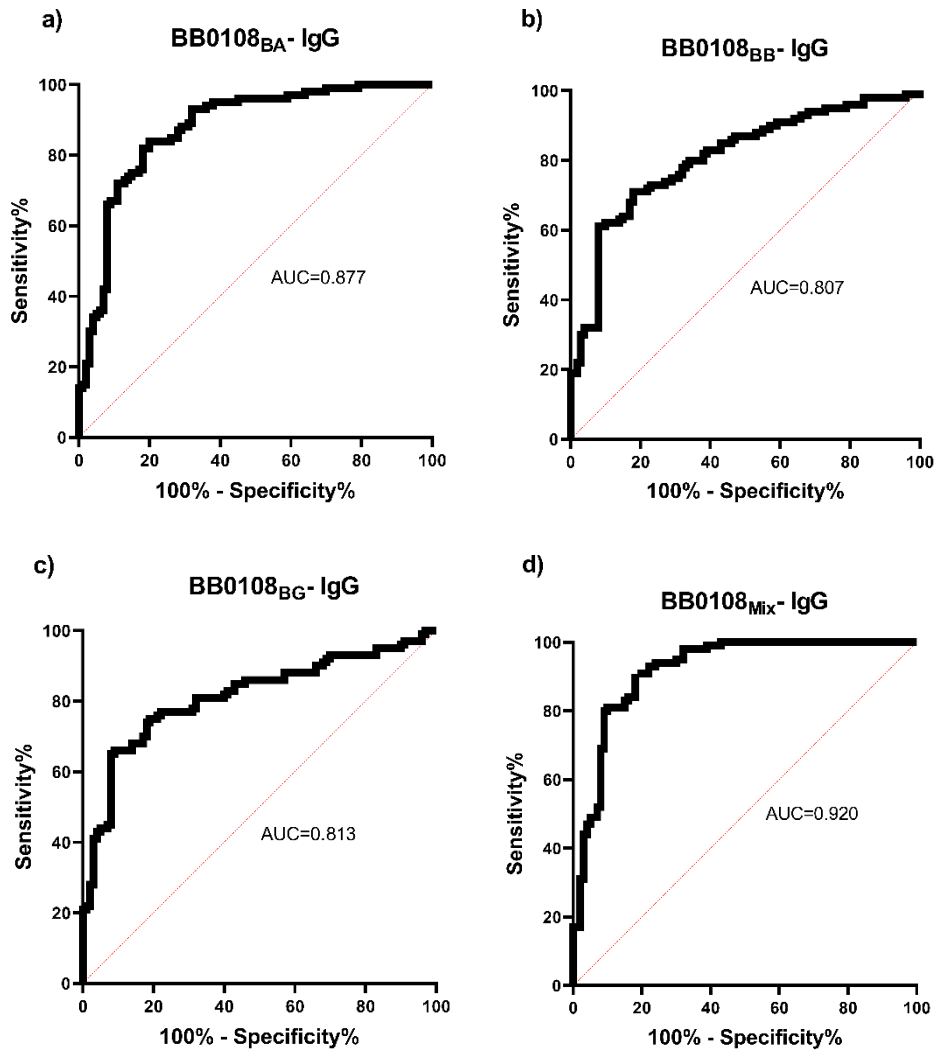 a)
BB0108BA- IgG
100
80
60
40
20
0
Sensitivity%
AUC=0.877
0 20 40 60 80 100
100% - Specificity%
b)
BB0108BB- IgG
100
80
60
40
20
0
Sensitivity%
AUC=0.807
0 20 40 60 80 100
100% - Specificity%
c)
BB0108BG- IgG
100
80
60
40
20
0
Sensitivity%
AUC=0.813
0 20 40 60 80 100
100% - Specificity%
d)
BB0108Mix- IgG
100
80
60
40
20
0
Sensitivity%
AUC=0.920
0 20 40 60 80 100
100% - Specificity%